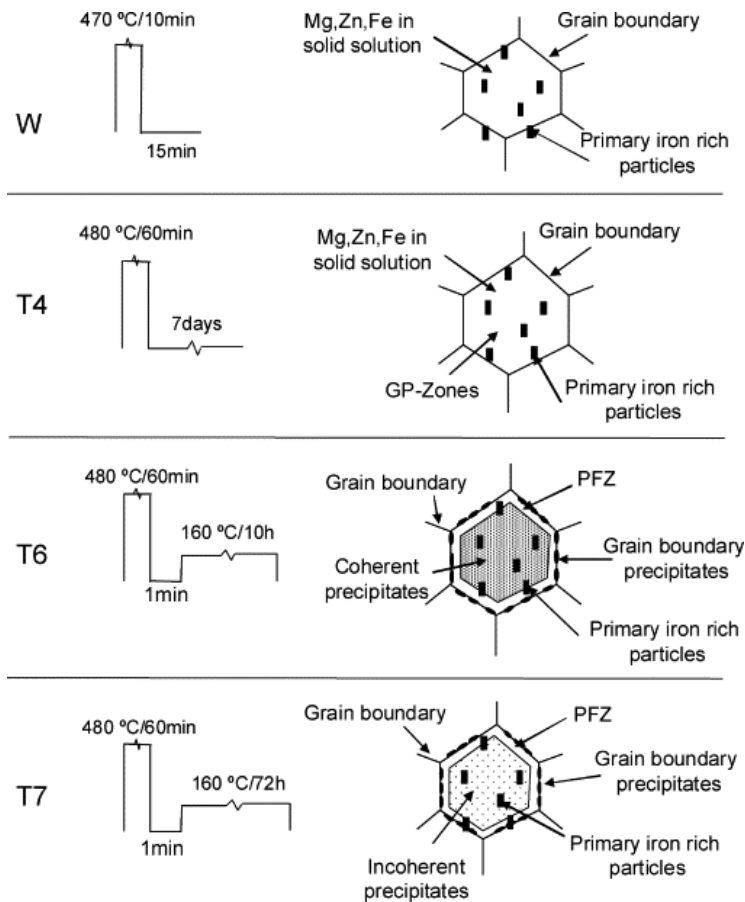 470 ºC/10min
W
15min
Mg,Zn,Fe in
solid solution
Grain boundary
Primary iron rich
particles
480 ºC/60min
T4
7days
Mg,Zn,Fe in
solid solution
Grain boundary
GP-Zones
Primary iron rich
particles
480 ºC/60min
T6
160 ºC/10h
1min
Grain boundary
PFZ
Coherent
precipitates
Grain boundary
precipitates
Primary iron rich
particles
480 ºC/60min
T7
160 ºC/72h
1min
Grain boundary
PFZ
Grain boundary
precipitates
Incoherent
precipitates
Primary iron rich
particles